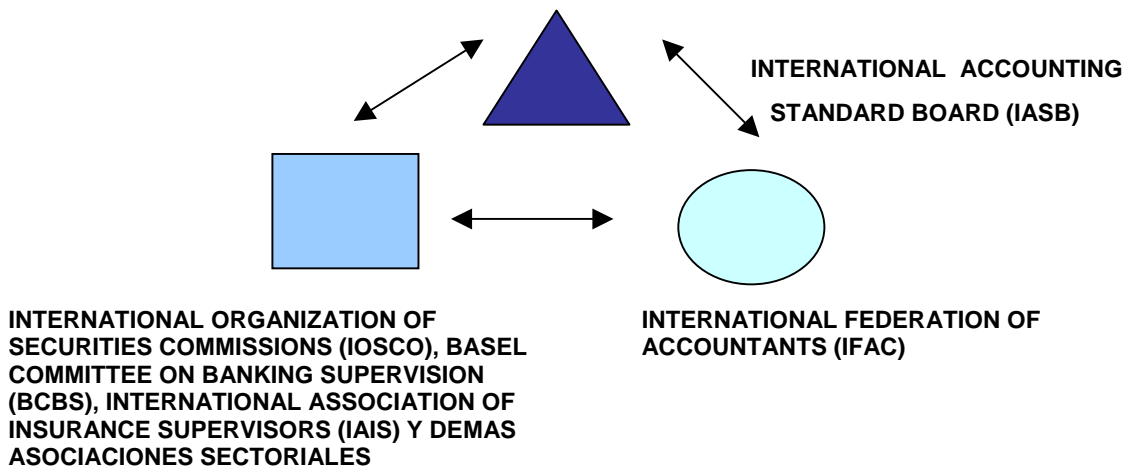 INTERNATIONAL ACCOUNTING
STANDARD BOARD (IASB)
INTERNATIONAL ORGANIZATION OF
SECURITIES COMMISSIONS (IOSCO), BASEL
COMMITTEE ON BANKING SUPERVISION
(BCBS), INTERNATIONAL ASSOCIATION OF
INSURANCE SUPERVISORS (IAIS) Y DEMAS
ASOCIACIONES SECTORIALES
INTERNATIONAL FEDERATION OF
ACCOUNTANTS (IFAC)